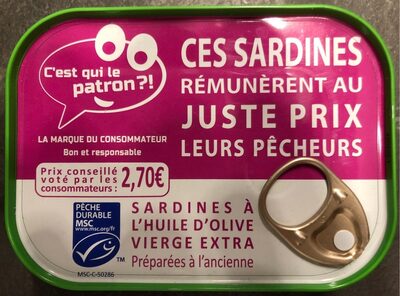 C'est qui le
patron?!
LA MARQUE DU CONSOMMATEUR
Bon et responsable
CES SARDINES
RÉMUNÈRENT AU
JUSTE PRIX
LEURS PÊCHEURS
Prix conseillé
voté par les
consommateurs :
2,70€
PÊCHE
DURABLE
MSC
www.msc.org/fr
TM
MSC-C-50286
SARDINES À
L'HUILE D'OLIVE
VIERGE EXTRA
Préparées à l'ancienne